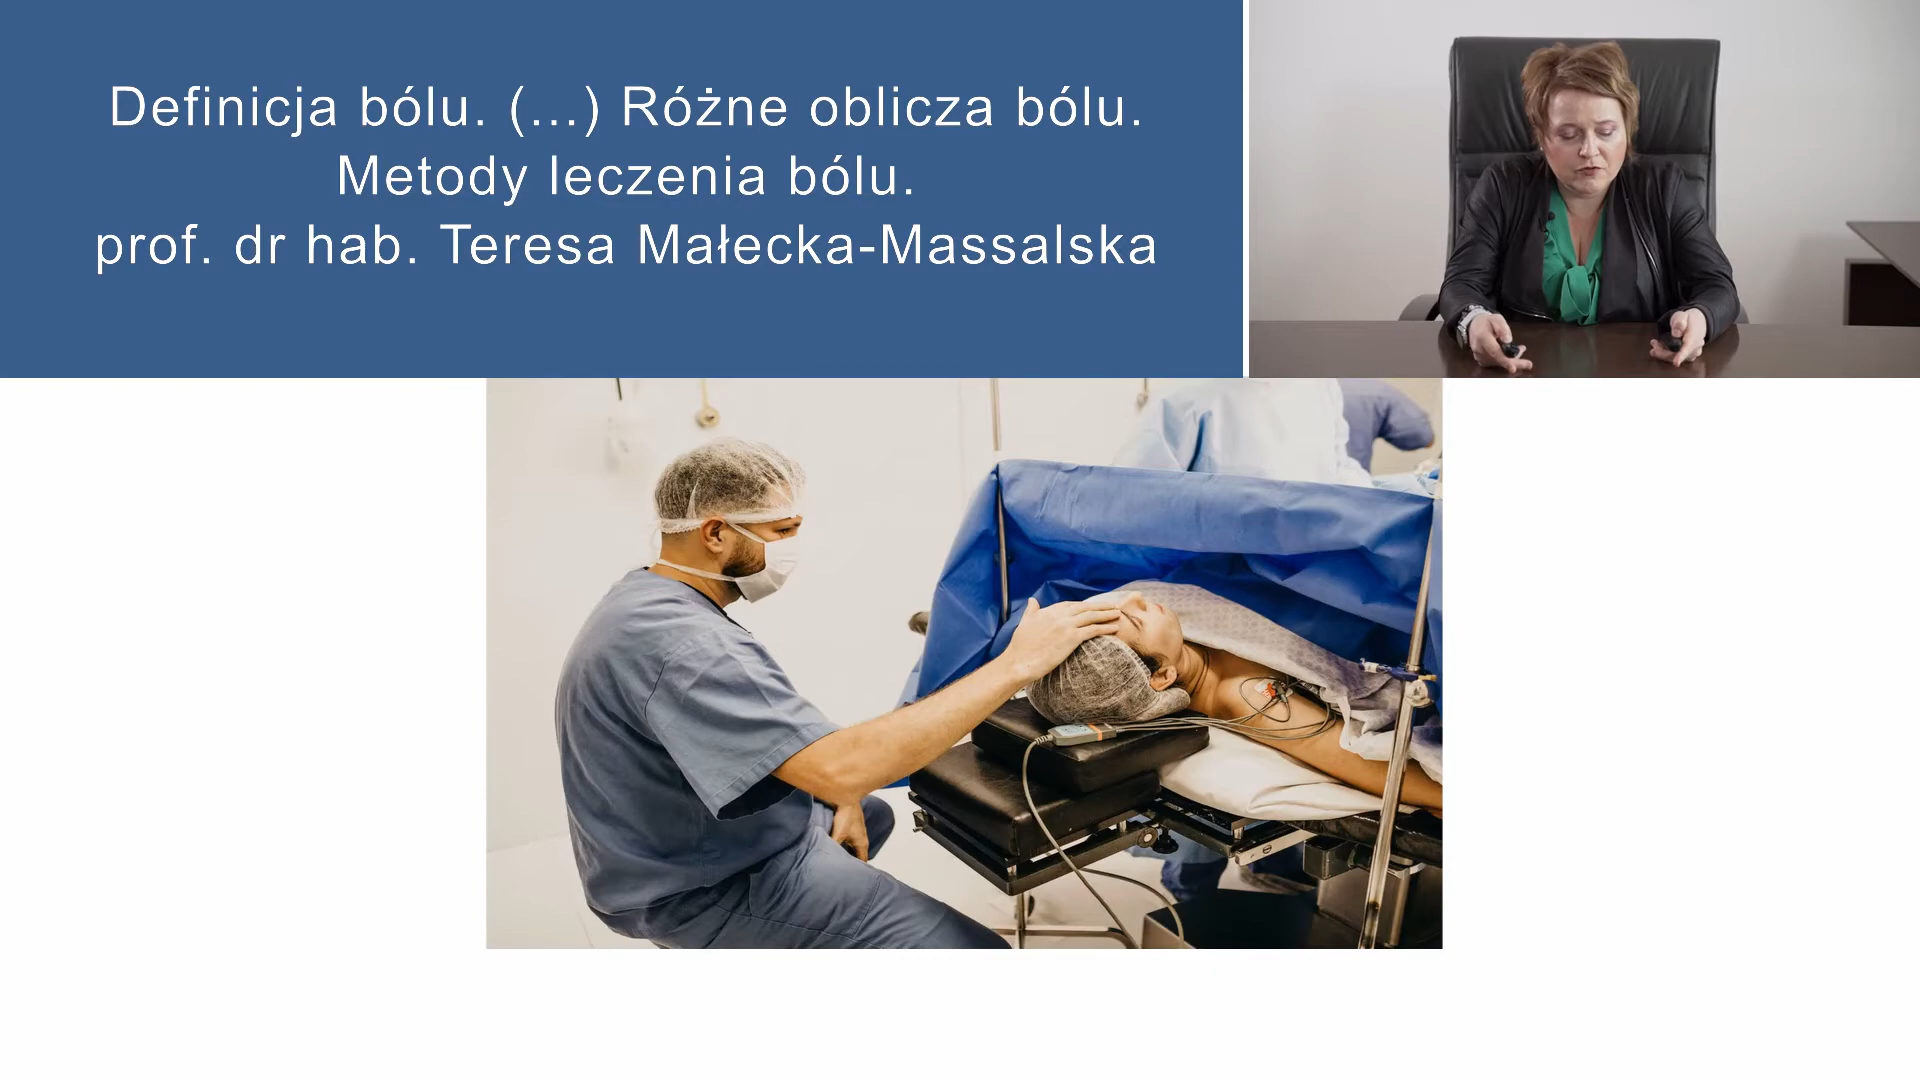 Definicja bólu. (...) Różne oblicza bólu.
Metody leczenia bólu.
prof. dr hab. Teresa Małecka-Massalska